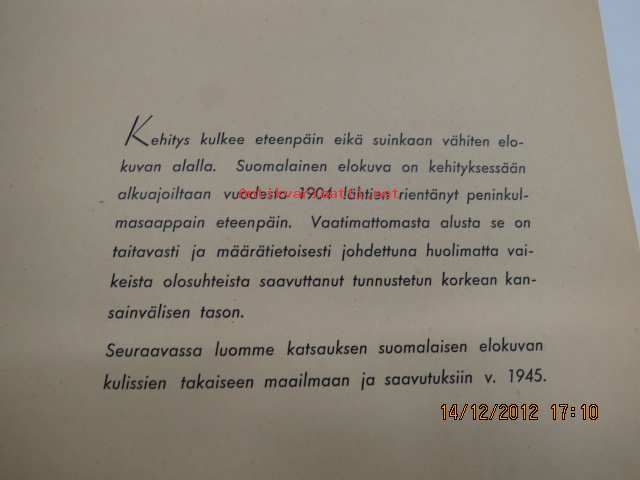 Kehitys kulkee eteenpäin eikä suinkaan vähiten elo-
kuvan alalla. Suomalainen elokuva on kehityksessään
alkuajoiltaan vuodesta 1904 lähtien rientänyt peninkul-
masaappain eteenpäin. Vaatimattomasta alusta se on
taitavasti ja määrätietoisesti johdettuna huolimatta vai-
keista olosuhteista saavuttanut tunnustetun korkean kan-
sainvälisen tason.
Seuraavassa luomme katsauksen suomalaisen elokuvan
kulissien takaiseen maailmaan ja saavutuksiin v. 1945.
14/12/2012 17:10